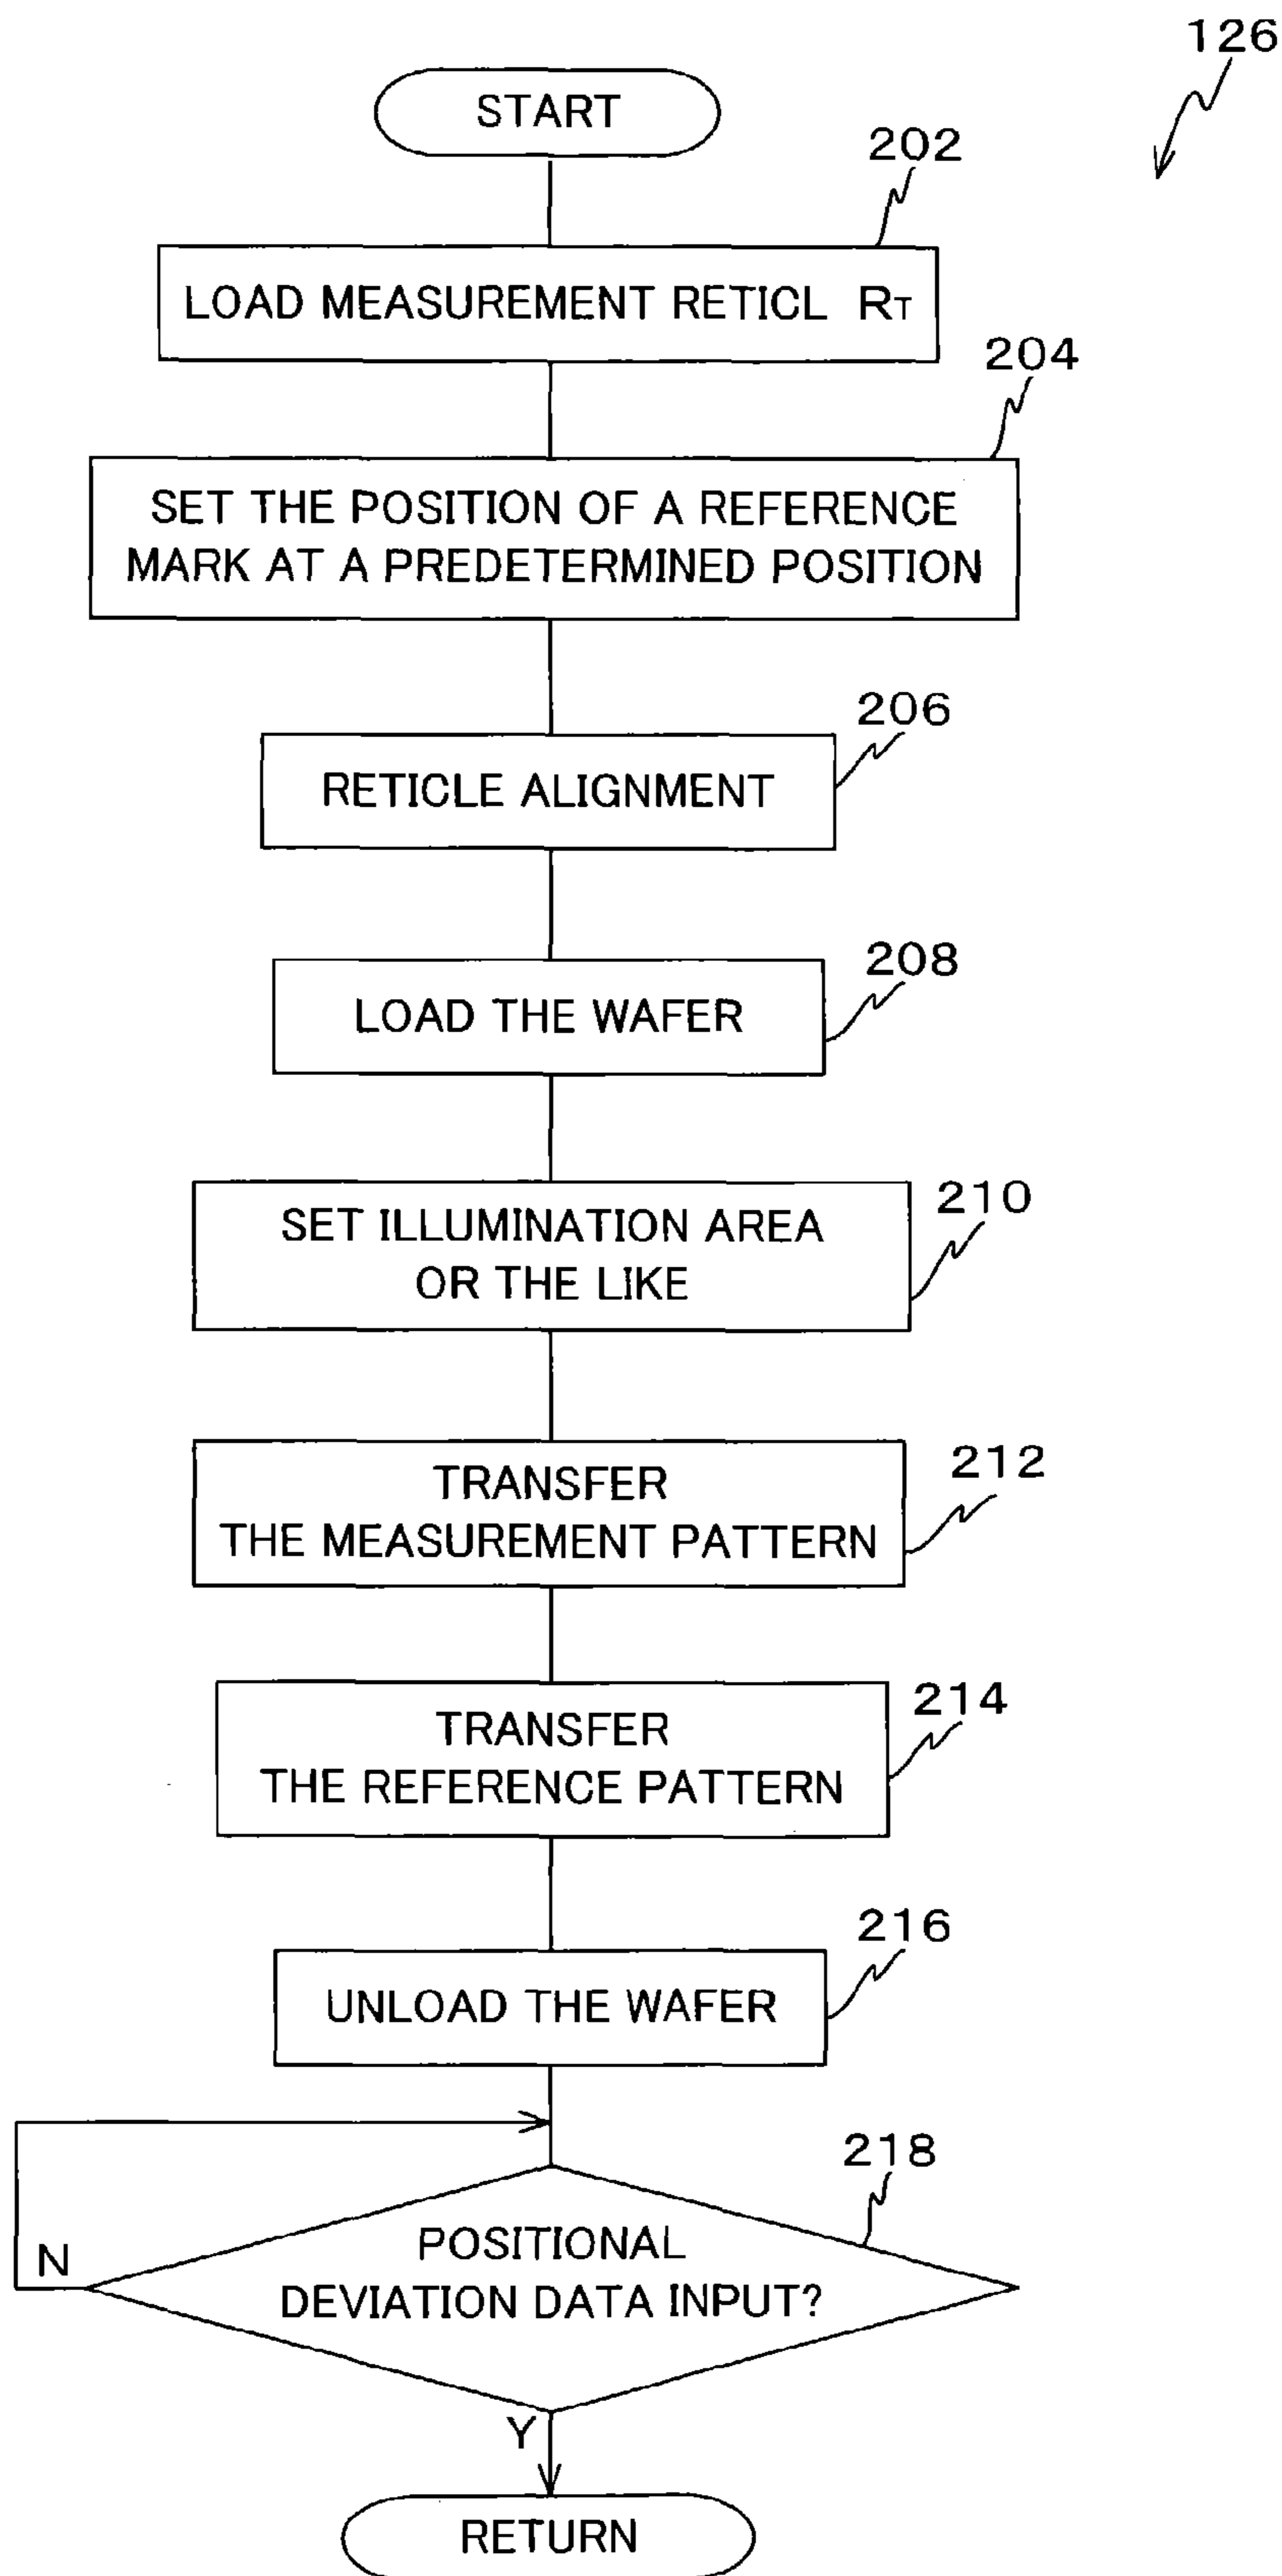 126
START
202
LOAD MEASUREMENT RETICL RT
204
SET THE POSITION OF A REFERENCE
MARK AT A PREDETERMINED POSITION
206
RETICLE ALIGNMENT
208
LOAD THE WAFER
210
SET ILLUMINATION AREA
OR THE LIKE
212
TRANSFER
THE MEASUREMENT PATTERN
214
TRANSFER
THE REFERENCE PATTERN
216
UNLOAD THE WAFER
218
POSITIONAL
DEVIATION DATA INPUT?
N
Y
RETURN